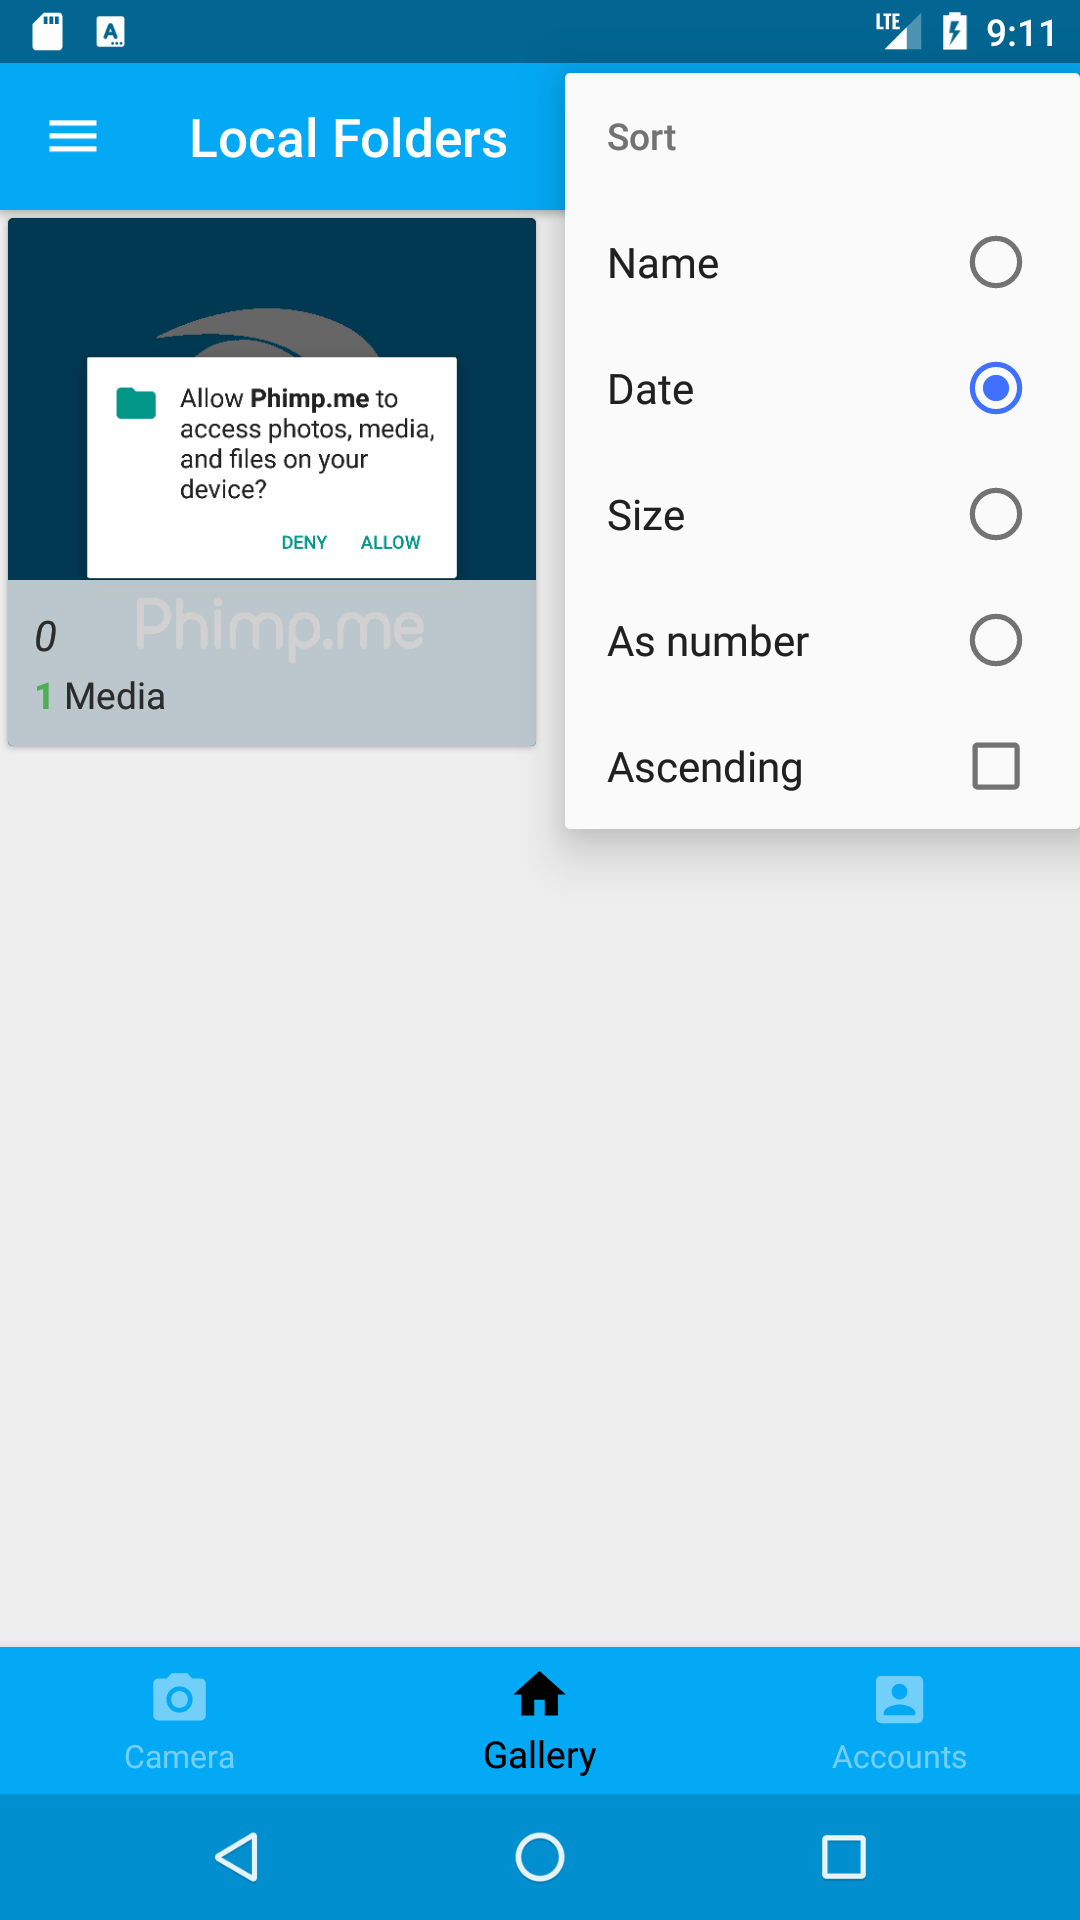 LTE 9:11
Local Folders
Sort
Name
Date
Size
As number
Ascending
Allow Phimp.me to
access photos, media,
and files on your
device?
DENY ALLOW
Phimp.me
0
1 Media
Camera
Gallery
Accounts